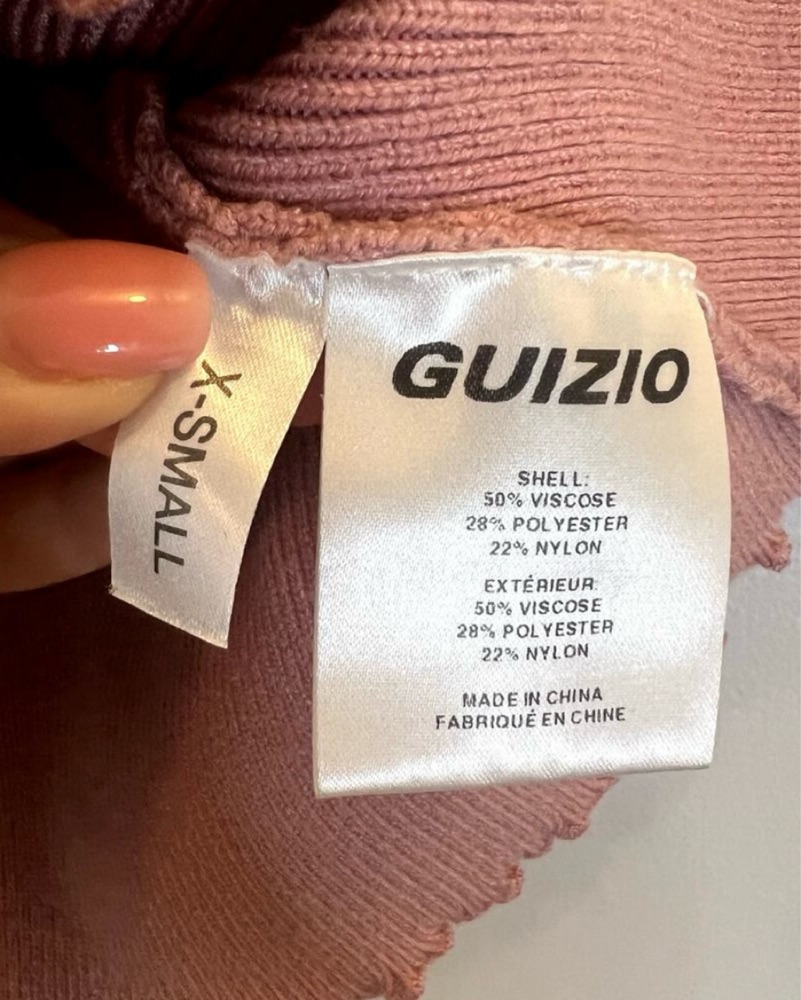 X-SMALL
GUIZIO
SHELL:
50% VISCOSE
28% POLYESTER
22% NYLON
EXTÉRIEUR:
50% VISCOSE
28% POLYESTER
22% NYLON
MADE IN CHINA
FABRIQUÉ EN CHINE